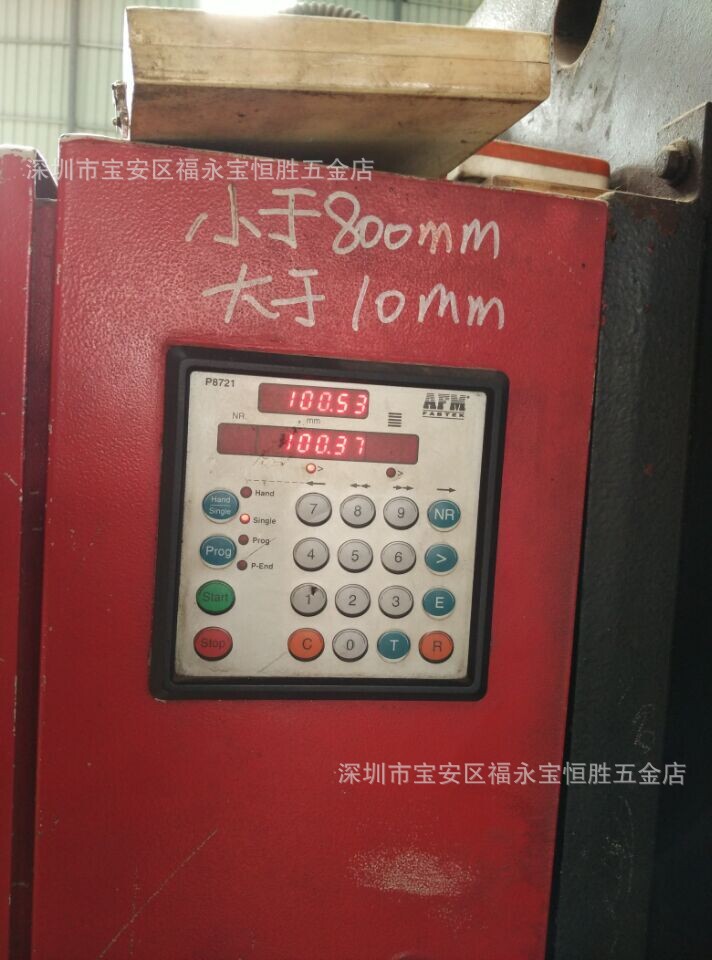 深圳市宝安区福永宝恒胜五金店
小于800mm
大于10mm
P8721
100.53
AFM
FABTEK
NR.
mm
100.37
>
>
Hand
Single
Hand
Single
Prog
P-End
Prog
7 8 9 NR
4 5 6 >
Start
1 2 3 E
Stop
C 0 T R
深圳市宝安区福永宝恒胜五金店